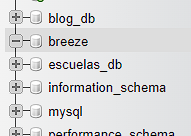 blog_db
breeze
escuelas_db
information_schema
mysql
performance_schema